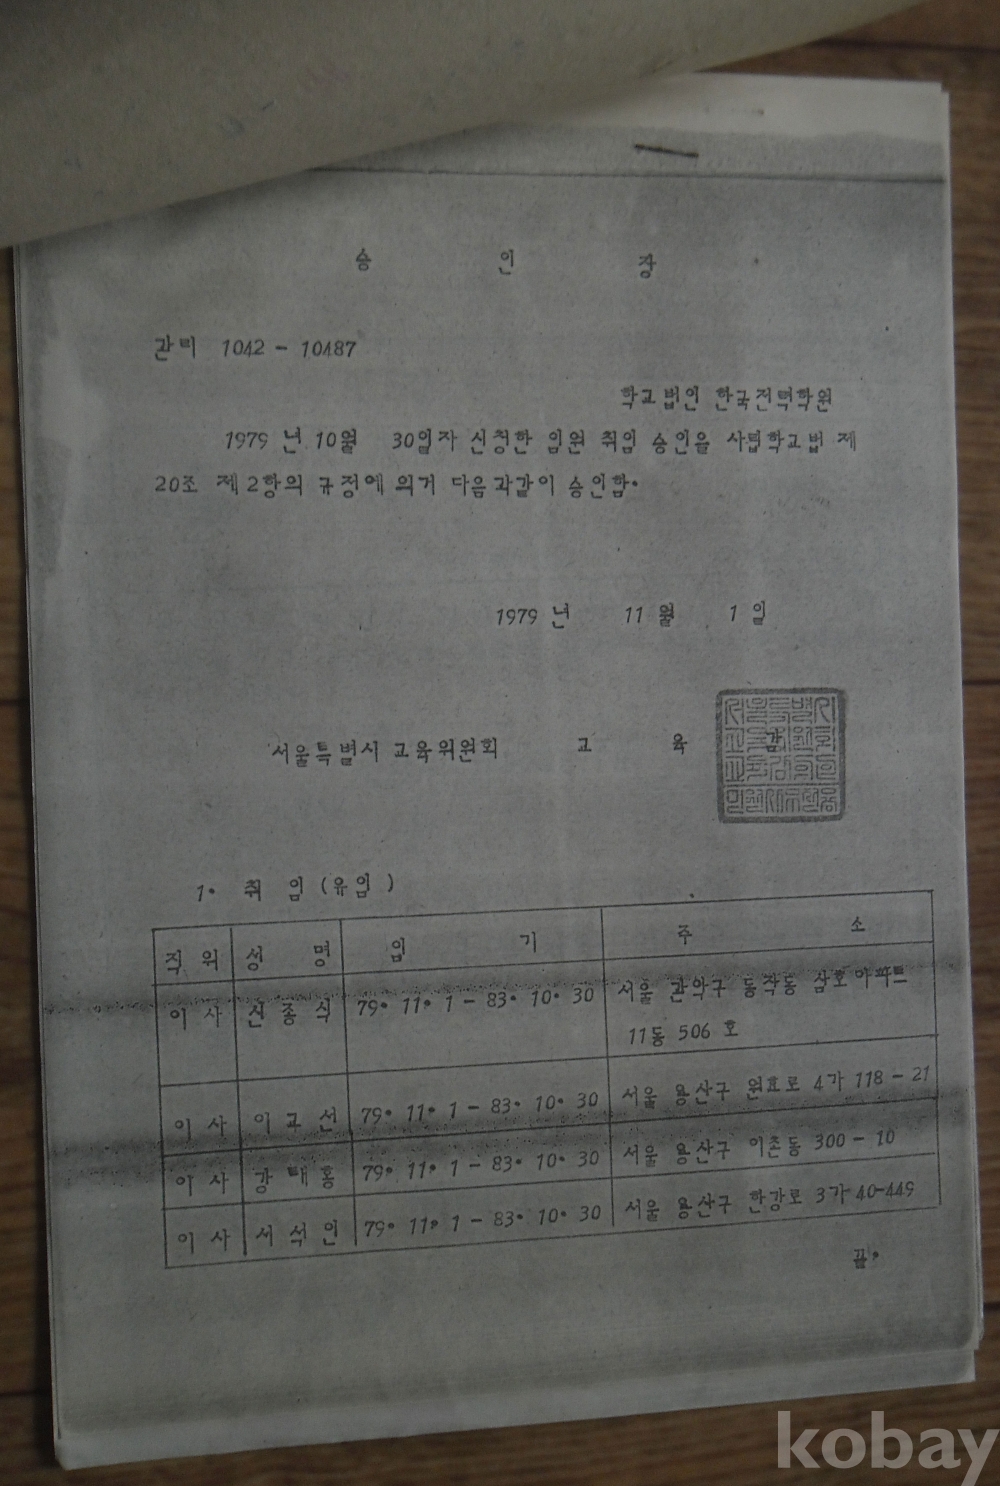 승 인 장
관리 1042 - 10487
학교법인 한국전력학원
1979 년 10월 30일자 신청한 임원 취임 승인을 사립학교법 제
20조 제2항의 규정에 의거 다음과같이 승인함.
1979 년 11 월 1 일
서울특별시 교육위원회 교 육 감
1. 취 임 (유임)
직 위 성 명 임 기 주 소
이 사 신 종 식 79. 11. 1 - 83. 10. 30 서울 관악구 동작동 삼호아파트
11동 506 호
이 사 이 교 선 79. 11. 1 - 83. 10. 30 서울 용산구 원효로 4가 118 - 21
이 사 강 태 홍 79. 11. 1 - 83. 10. 30 서울 용산구 이촌동 300 - 10
이 사 서 석 인 79. 11. 1 - 83. 10. 30 서울 용산구 한강로 3가 40-449
끝.
kobay